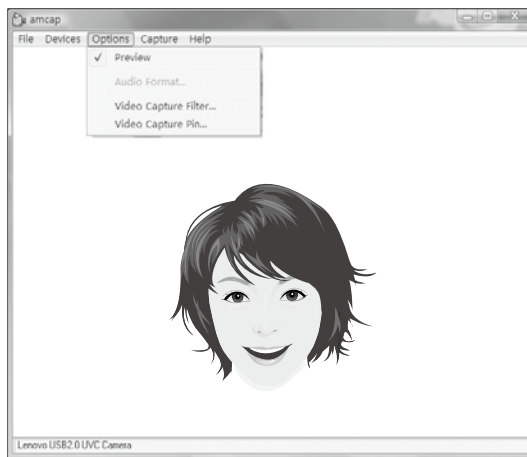 amcap
File Devices Options Capture Help
Preview
Audio Format...
Video Capture Filter...
Video Capture Pin...
Lenovo USB2.0 UVC Camera